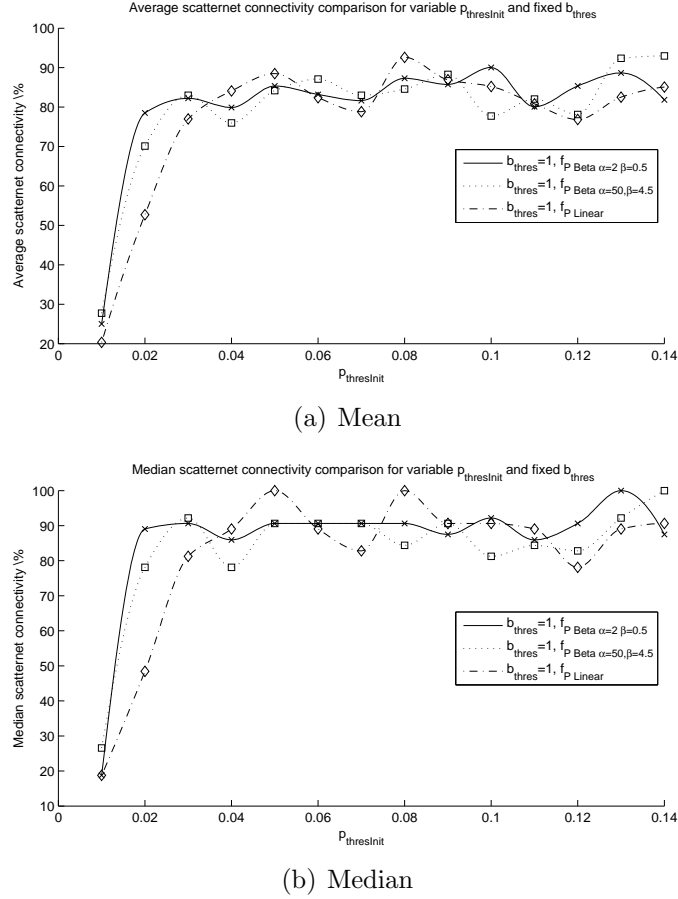 Average scatternet connectivity comparison for variable p_thresInit and fixed b_thres
100
90
80
70
60
50
40
30
20
Average scatternet connectivity \%
b_thres=1, f_P Beta α=2 β=0.5
b_thres=1, f_P Beta α=50,β=4.5
b_thres=1, f_P Linear
0 0.02 0.04 0.06 0.08 0.1 0.12 0.14
p_thresInit
(a) Mean
Median scatternet connectivity comparison for variable p_thresInit and fixed b_thres
100
90
80
70
60
50
40
30
20
10
Median scatternet connectivity \%
b_thres=1, f_P Beta α=2 β=0.5
b_thres=1, f_P Beta α=50,β=4.5
b_thres=1, f_P Linear
0 0.02 0.04 0.06 0.08 0.1 0.12 0.14
p_thresInit
(b) Median